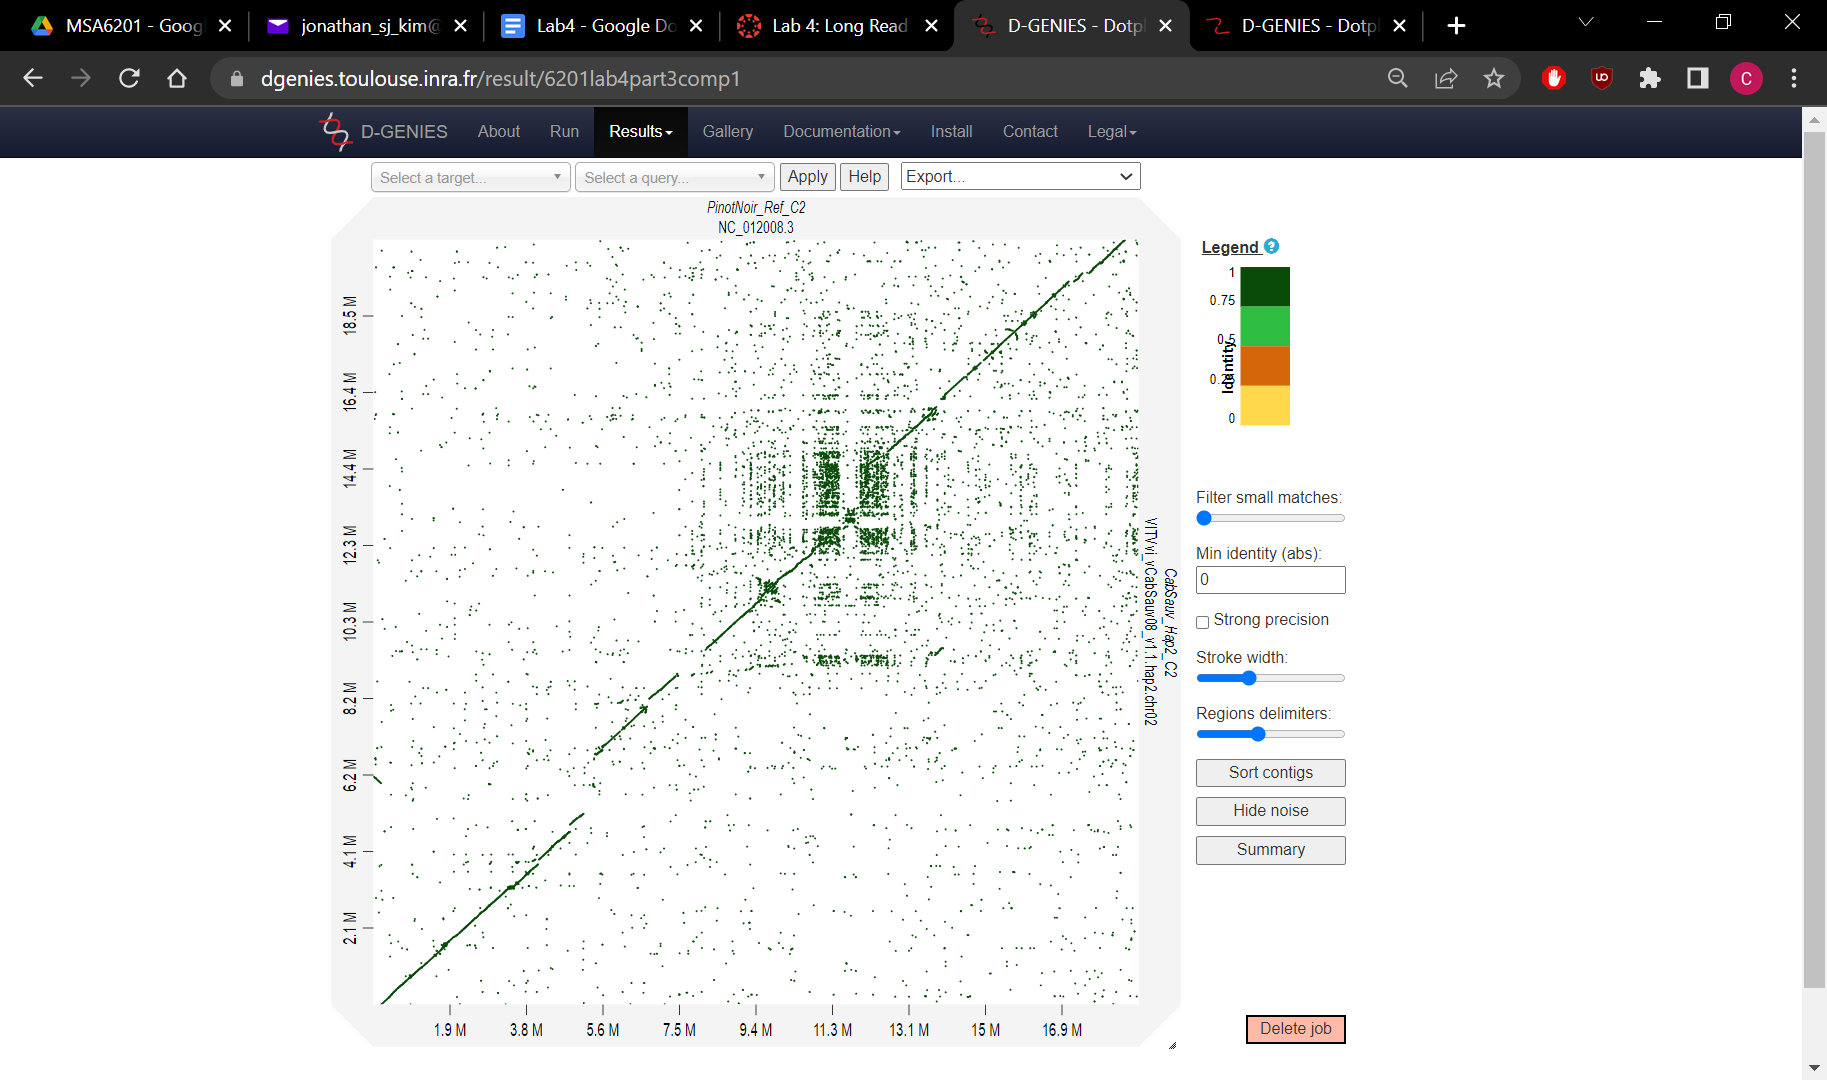 MSA6201 - Goog
jonathan_sj_kim@
Lab4 - Google Do
Lab 4: Long Read
D-GENIES - Dotpl
D-GENIES - Dotpl
dgenies.toulouse.inra.fr/result/6201lab4part3comp1
C
D-GENIES
About
Run
Results
Gallery
Documentation
Install
Contact
Legal
Select a target...
Select a query...
Apply
Help
Export...
PinotNoir_Ref_C2
NC_012008.3
18.5 M
16.4 M
14.4 M
12.3 M
10.3 M
8.2 M
6.2 M
4.1 M
2.1 M
1.9 M
3.8 M
5.6 M
7.5 M
9.4 M
11.3 M
13.1 M
15 M
16.9 M
CabSauv_Hap2_C2
VITVvi_vCabSauv08_v1.1.hap2.chr02
Legend
1
0.75
0.5
0.25
0
Identity
Filter small matches:
Min identity (abs):
0
Strong precision
Stroke width:
Regions delimiters:
Sort contigs
Hide noise
Summary
Delete job